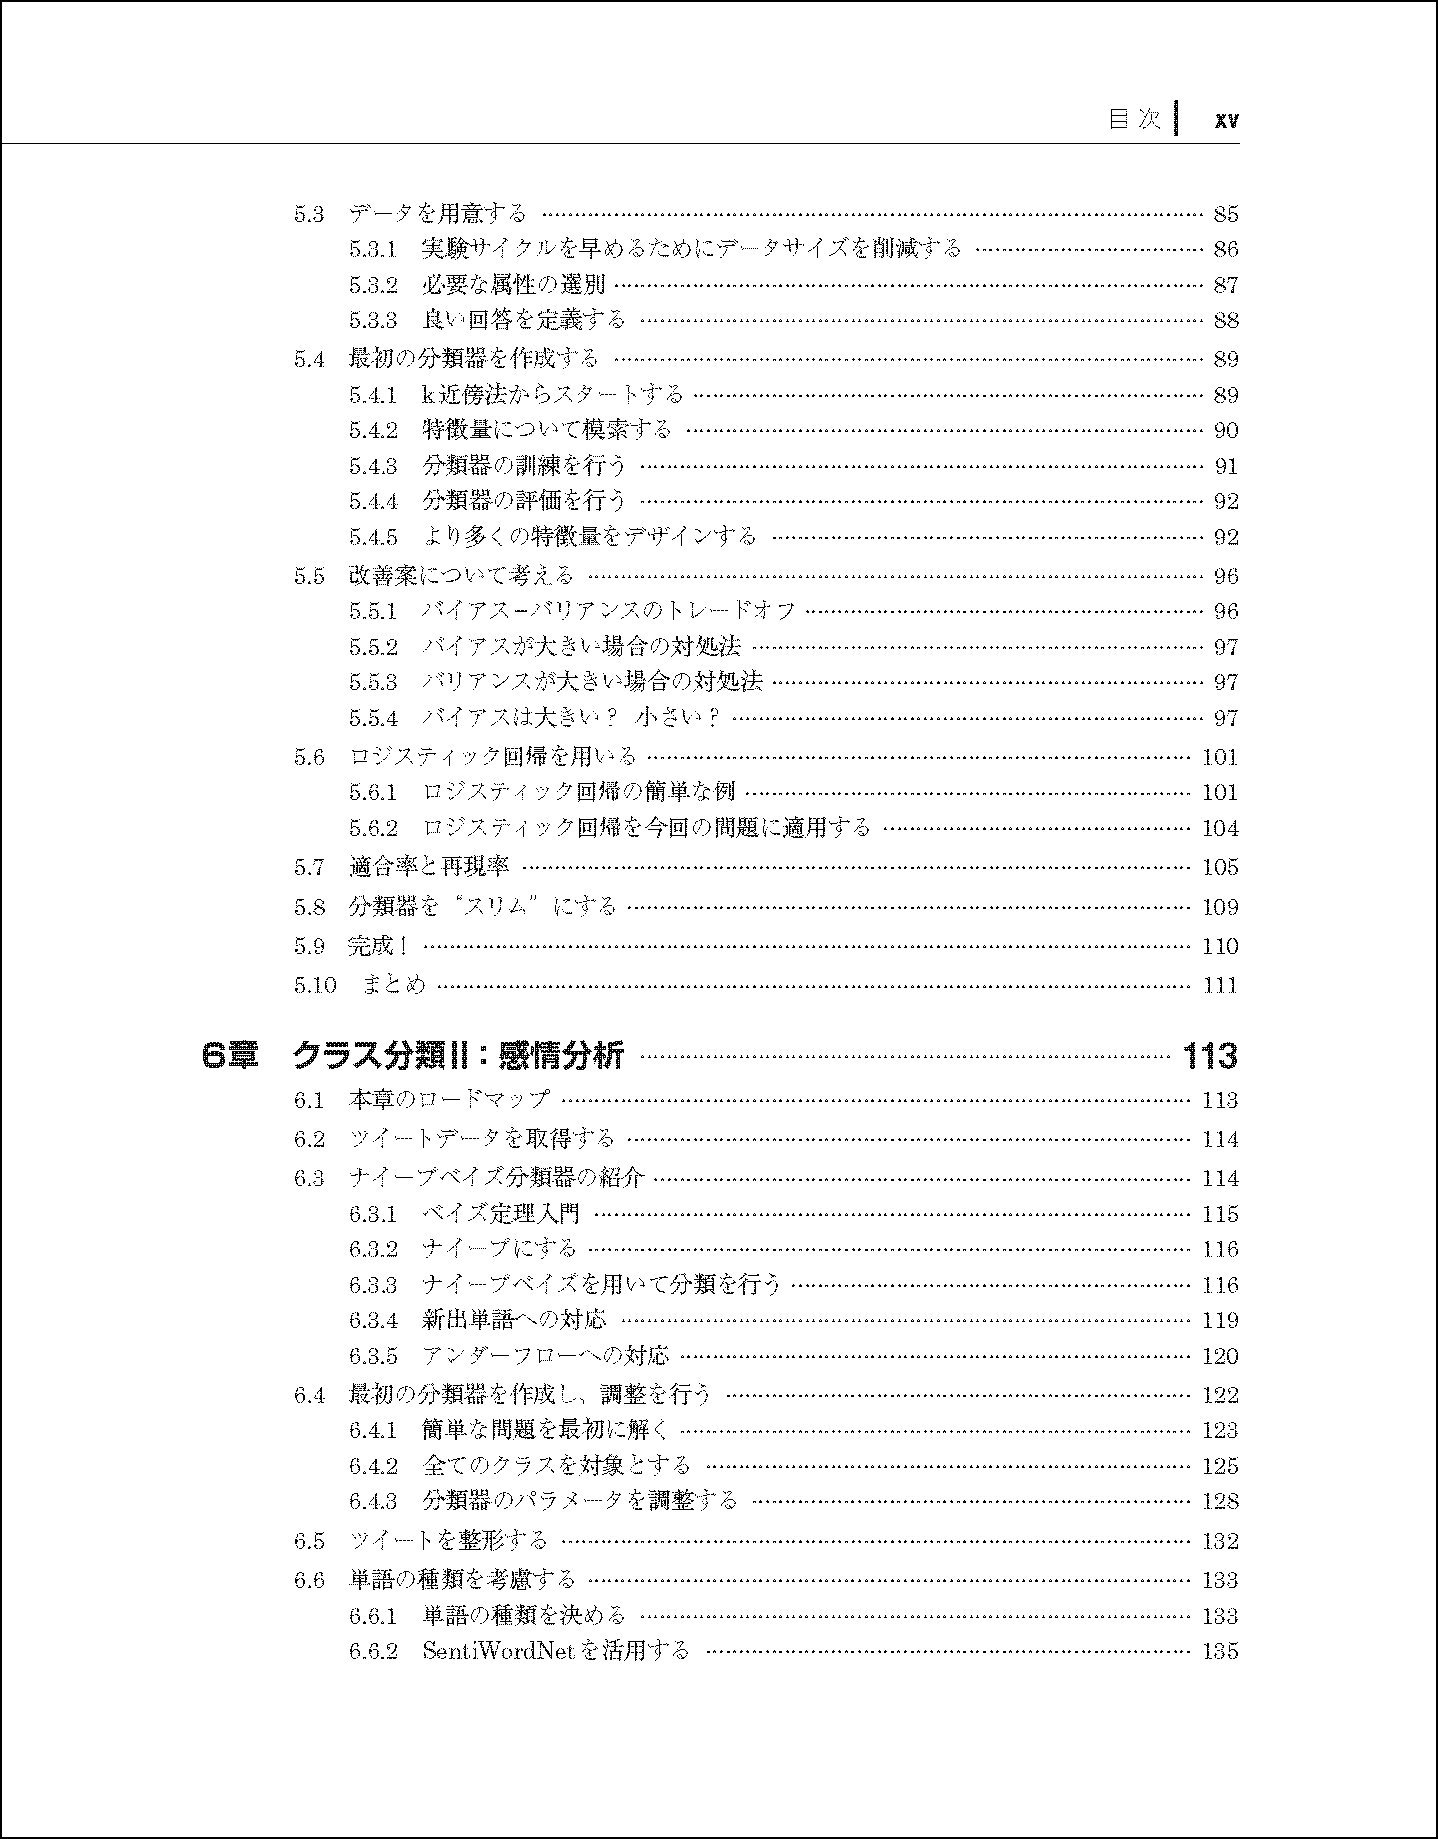 目次 xv
5.3 データを用意する 85
5.3.1 実験サイクルを早めるためにデータサイズを削減する 86
5.3.2 必要な属性の選別 87
5.3.3 良い回答を定義する 88
5.4 最初の分類器を作成する 89
5.4.1 k近傍法からスタートする 89
5.4.2 特徴量について模索する 90
5.4.3 分類器の訓練を行う 91
5.4.4 分類器の評価を行う 92
5.4.5 より多くの特徴量をデザインする 92
5.5 改善案について考える 96
5.5.1 バイアス−バリアンスのトレードオフ 96
5.5.2 バイアスが大きい場合の対処法 97
5.5.3 バリアンスが大きい場合の対処法 97
5.5.4 バイアスは大きい? 小さい? 97
5.6 ロジスティック回帰を用いる 101
5.6.1 ロジスティック回帰の簡単な例 101
5.6.2 ロジスティック回帰を今回の問題に適用する 104
5.7 適合率と再現率 105
5.8 分類器を“スリム”にする 109
5.9 完成! 110
5.10 まとめ 111
6章 クラス分類II:感情分析 113
6.1 本章のロードマップ 113
6.2 ツイートデータを取得する 114
6.3 ナイーブベイズ分類器の紹介 114
6.3.1 ベイズ定理入門 115
6.3.2 ナイーブにする 116
6.3.3 ナイーブベイズを用いて分類を行う 116
6.3.4 新出単語への対応 119
6.3.5 アンダーフローへの対応 120
6.4 最初の分類器を作成し、調整を行う 122
6.4.1 簡単な問題を最初に解く 123
6.4.2 全てのクラスを対象とする 125
6.4.3 分類器のパラメータを調整する 128
6.5 ツイートを整形する 132
6.6 単語の種類を考慮する 133
6.6.1 単語の種類を決める 133
6.6.2 SentiWordNetを活用する 135